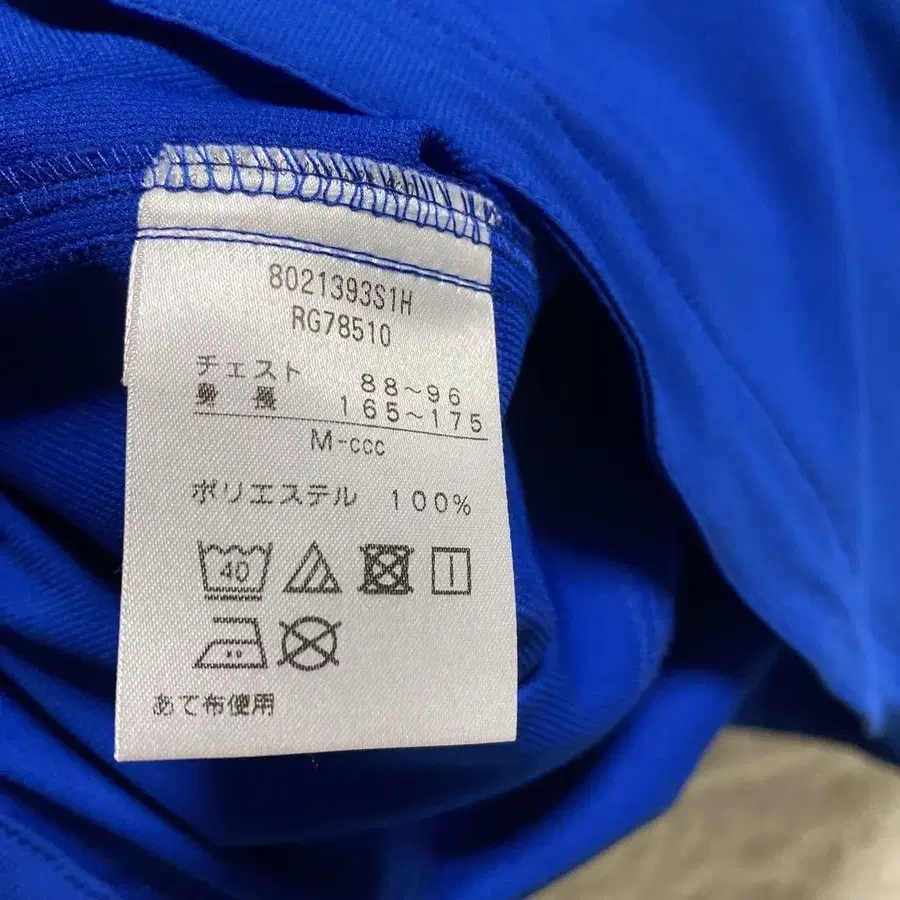 8021393S1H
RG78510
チェスト 88～96
身長 165～175
M-ccc
ポリエステル 100%
40
あて布使用